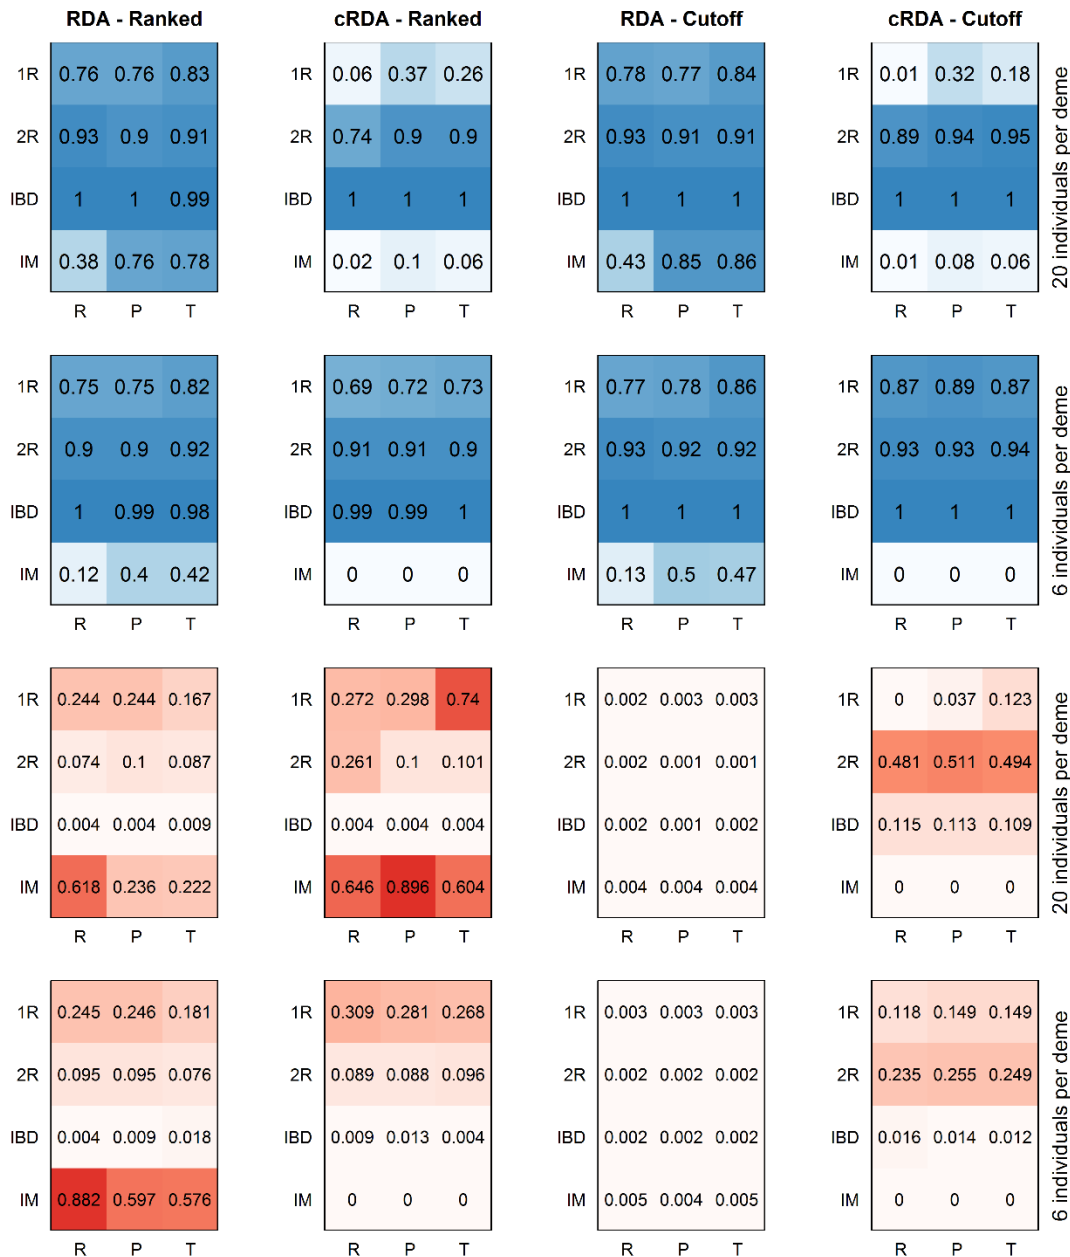 RDA - Ranked cRDA - Ranked RDA - Cutoff cRDA - Cutoff
1R 0.76 0.76 0.83 1R 0.06 0.37 0.26 1R 0.78 0.77 0.84 1R 0.01 0.32 0.18
2R 0.93 0.9 0.91 2R 0.74 0.9 0.9 2R 0.93 0.91 0.91 2R 0.89 0.94 0.95
IBD 1 1 0.99 IBD 1 1 1 IBD 1 1 1 IBD 1 1 1
IM 0.38 0.76 0.78 IM 0.02 0.1 0.06 IM 0.43 0.85 0.86 IM 0.01 0.08 0.06
R P T R P T R P T R P T
20 individuals per deme
1R 0.75 0.75 0.82 1R 0.69 0.72 0.73 1R 0.77 0.78 0.86 1R 0.87 0.89 0.87
2R 0.9 0.9 0.92 2R 0.91 0.91 0.9 2R 0.93 0.92 0.92 2R 0.93 0.93 0.94
IBD 1 0.99 0.98 IBD 0.99 0.99 1 IBD 1 1 1 IBD 1 1 1
IM 0.12 0.4 0.42 IM 0 0 0 IM 0.13 0.5 0.47 IM 0 0 0
R P T R P T R P T R P T
6 individuals per deme
1R 0.244 0.244 0.167 1R 0.272 0.298 0.74 1R 0.002 0.003 0.003 1R 0 0.037 0.123
2R 0.074 0.1 0.087 2R 0.261 0.1 0.101 2R 0.002 0.001 0.001 2R 0.481 0.511 0.494
IBD 0.004 0.004 0.009 IBD 0.004 0.004 0.004 IBD 0.002 0.001 0.002 IBD 0.115 0.113 0.109
IM 0.618 0.236 0.222 IM 0.646 0.896 0.604 IM 0.004 0.004 0.004 IM 0 0 0
R P T R P T R P T R P T
20 individuals per deme
1R 0.245 0.246 0.181 1R 0.309 0.281 0.268 1R 0.003 0.003 0.003 1R 0.118 0.149 0.149
2R 0.095 0.095 0.076 2R 0.089 0.088 0.096 2R 0.002 0.002 0.002 2R 0.235 0.255 0.249
IBD 0.004 0.009 0.018 IBD 0.009 0.013 0.004 IBD 0.002 0.002 0.002 IBD 0.016 0.014 0.012
IM 0.882 0.597 0.576 IM 0 0 0 IM 0.005 0.004 0.005 IM 0 0 0
R P T R P T R P T R P T
6 individuals per deme